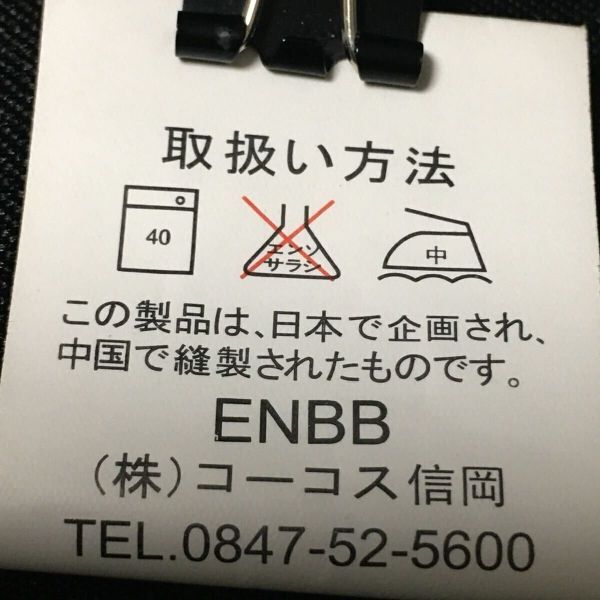 取扱い方法
40 エンソ サラシ 中
この製品は、日本で企画され、
中国で縫製されたものです。
ENBB
（株）コーコス信岡
TEL.0847-52-5600